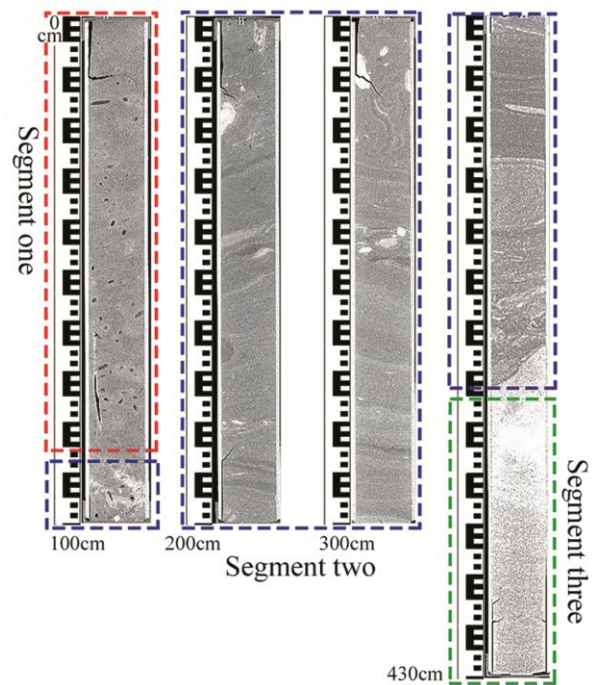 0
cm
Segment one
100cm
200cm
300cm
Segment two
Segment three
430cm